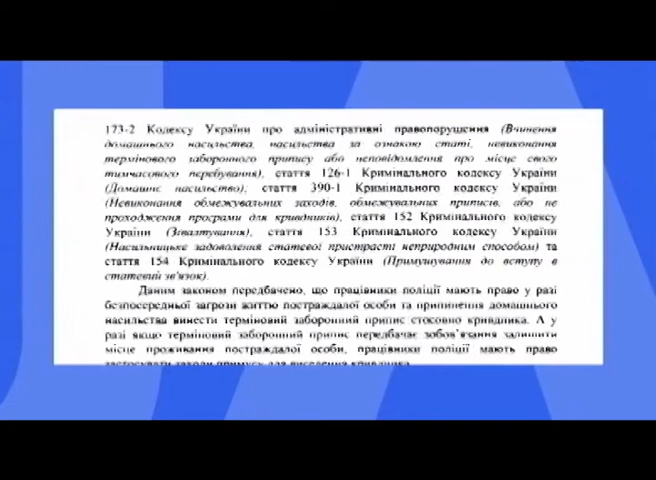 173-2 Кодексу України про адміністративні правопорушення (Вчинення
домашнього насильства, насильства за ознакою статі, невиконання
термінового заборонного припису або неповідомлення про місце свого
тимчасового перебування), стаття 126-1 Кримінального кодексу України
(Домашнє насильство), стаття 390-1 Кримінального кодексу України
(Невиконання обмежувальних заходів, обмежувальних приписів, або не
проходження програми для кривдників), стаття 152 Кримінального кодексу
України (Зґвалтування), стаття 153 Кримінального кодексу України
(Насильницьке задоволення статевої пристрасті неприродним способом) та
стаття 154 Кримінального кодексу України (Примушування до вступу в
статевий зв'язок).
Даним законом передбачено, що працівники поліції мають право у разі
безпосередньої загрози життю постраждалої особи та припинення домашнього
насильства винести терміновий заборонний припис стосовно кривдника. А у
разі якщо терміновий заборонний припис передбачає зобов'язання залишити
місце проживання постраждалої особи, працівники поліції мають право
застосувати заходи примусу для виселення кривдника.